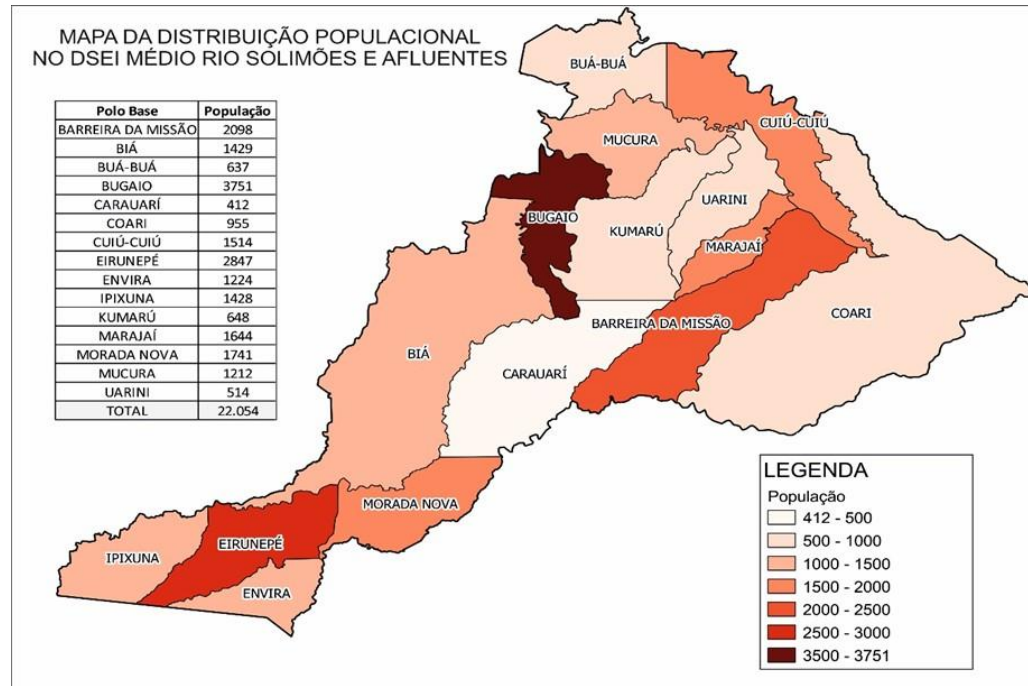 MAPA DA DISTRIBUIÇÃO POPULACIONAL
NO DSEI MÉDIO RIO SOLIMÕES E AFLUENTES
Polo Base População
BARREIRA DA MISSÃO 2098
BIÁ 1429
BUÁ-BUÁ 637
BUGAIO 3751
CARAUARÍ 412
COARI 955
CUIÚ-CUIÚ 1514
EIRUNEPÉ 2847
ENVIRA 1224
IPIXUNA 1428
KUMARÚ 648
MARAJAÍ 1644
MORADA NOVA 1741
MUCURA 1212
UARINI 514
TOTAL 22.054
BUÁ-BUÁ
CUIÚ-CUIÚ
MUCURA
UARINI
BUGAIO
KUMARÚ
MARAJAÍ
COARI
BARREIRA DA MISSÃO
BIÁ
CARAUARÍ
MORADA NOVA
EIRUNEPÉ
IPIXUNA
ENVIRA
LEGENDA
População
412 - 500
500 - 1000
1000 - 1500
1500 - 2000
2000 - 2500
2500 - 3000
3500 - 3751